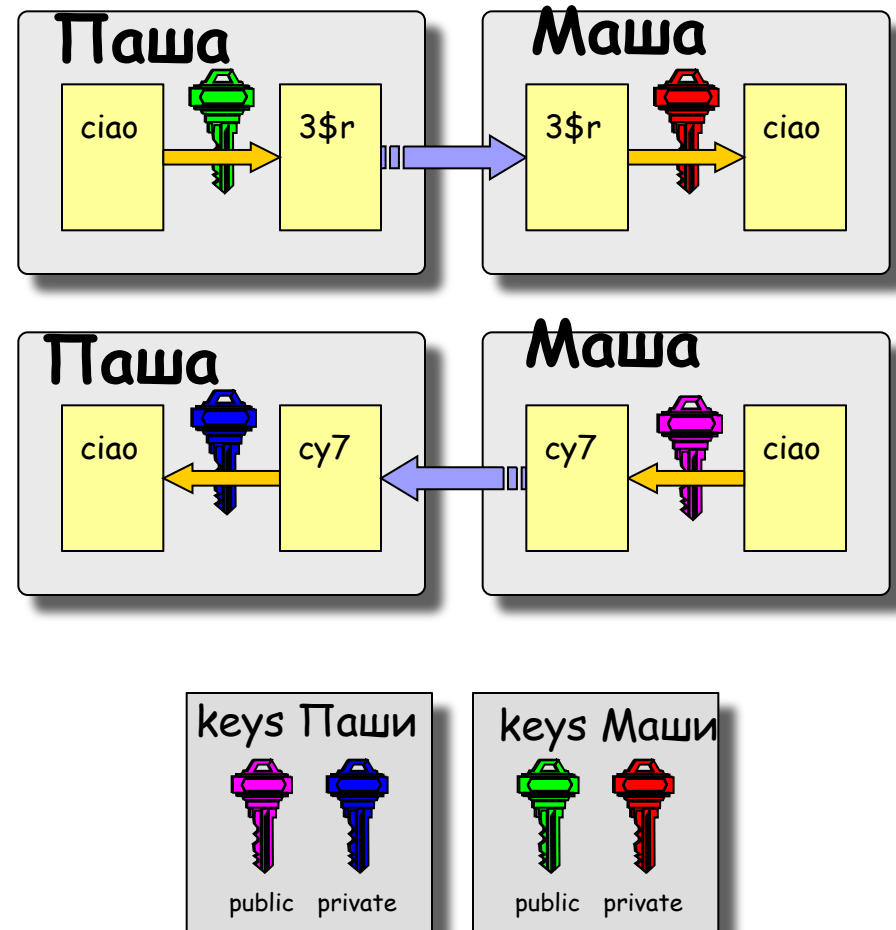 Паша
Маша
ciao
3$r
3$r
ciao
Паша
Маша
ciao
cy7
cy7
ciao
keys Паши
keys Маши
public private
public private